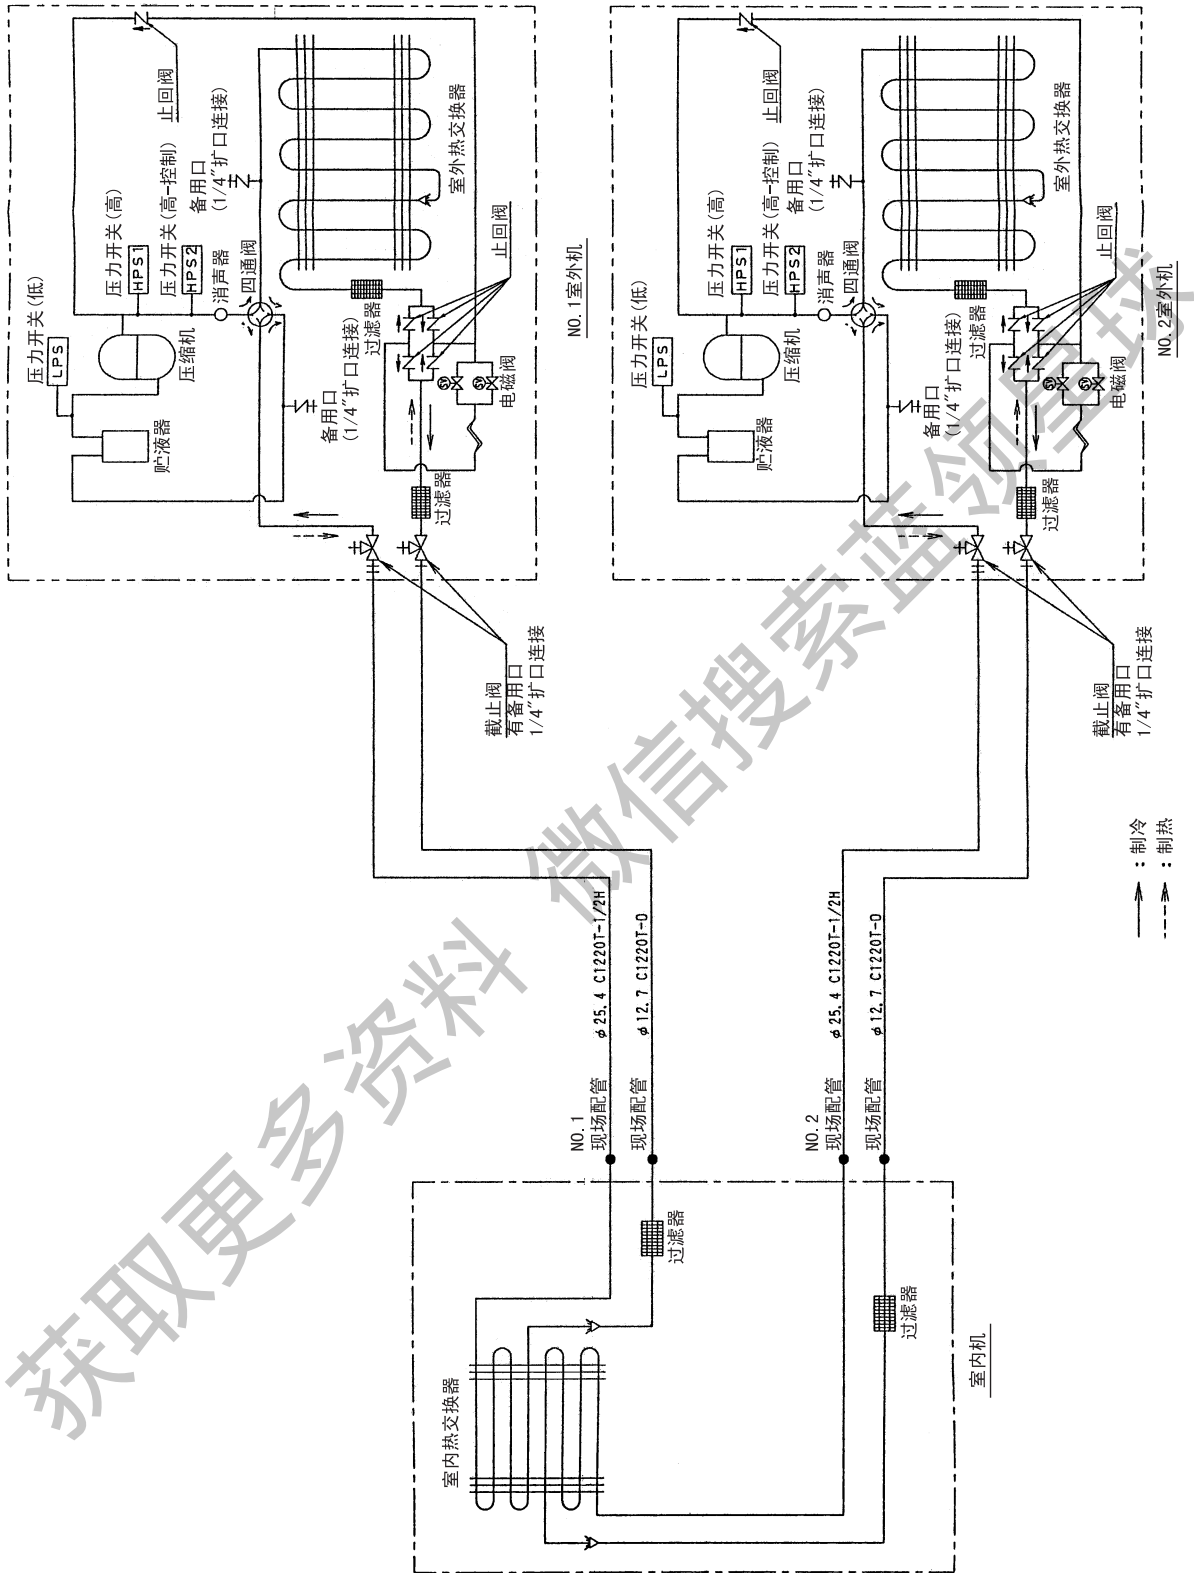 压力开关(低)
LPS
贮液器
压缩机
压力开关(高)
HPS1
压力开关(高-控制)
HPS2
消声器
四通阀
备用口
(1/4"扩口连接)
止回阀
室外热交换器
过滤器
备用口
(1/4"扩口连接)
止回阀
SV
SV
电磁阀
过滤器
NO.1室外机
截止阀
有备用口
1/4"扩口连接
压力开关(低)
LPS
贮液器
压缩机
压力开关(高)
HPS1
压力开关(高-控制)
HPS2
消声器
四通阀
备用口
(1/4"扩口连接)
止回阀
室外热交换器
过滤器
备用口
(1/4"扩口连接)
止回阀
SV
SV
电磁阀
过滤器
NO.2室外机
截止阀
有备用口
1/4"扩口连接
:制冷
:制热
NO.1
现场配管
φ25.4 C1220T-1/2H
现场配管
φ12.7 C1220T-O
NO.2
现场配管
φ25.4 C1220T-1/2H
现场配管
φ12.7 C1220T-O
室内热交换器
过滤器
过滤器
室内机
获取更多资料 微信搜索蓝领星球